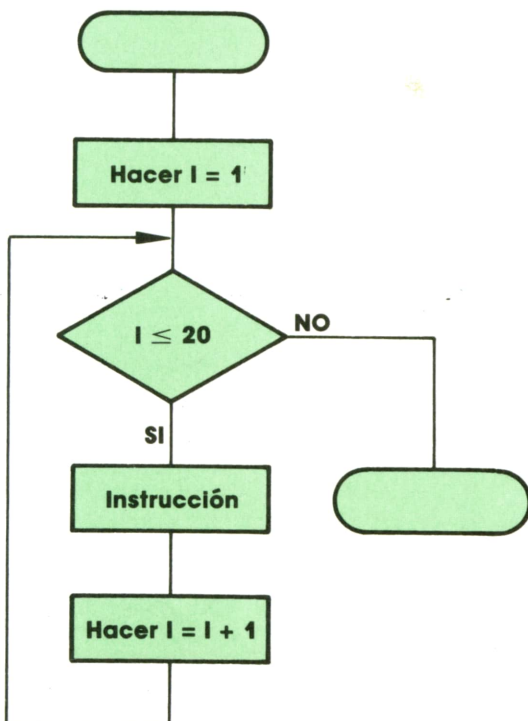 Hacer I = 1
I ≤ 20
NO
SI
Instrucción
Hacer I = I + 1